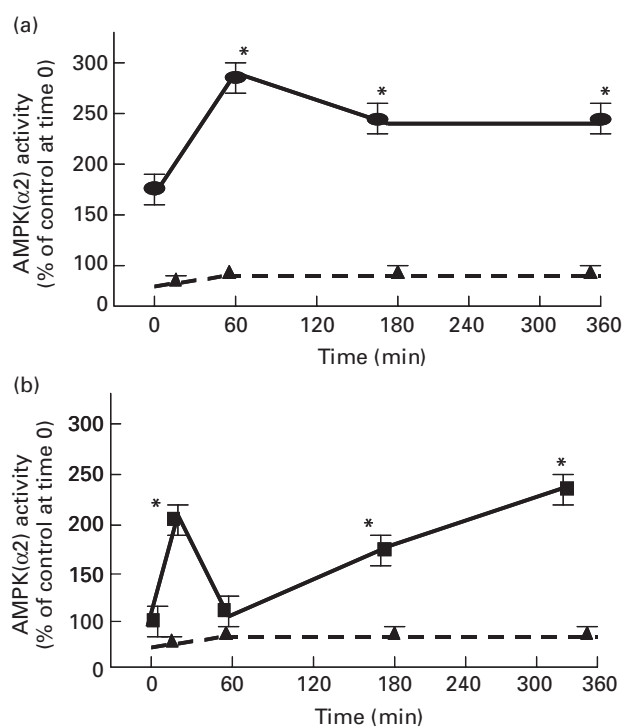 (a)
AMPK(α2) activity
(% of control at time 0)
300
250
200
150
100
0
*
*
*
0 60 120 180 240 300 360
Time (min)
(b)
AMPK(α2) activity
(% of control at time 0)
300
250
200
150
100
0
*
*
*
*
0 60 120 180 240 300 360
Time (min)